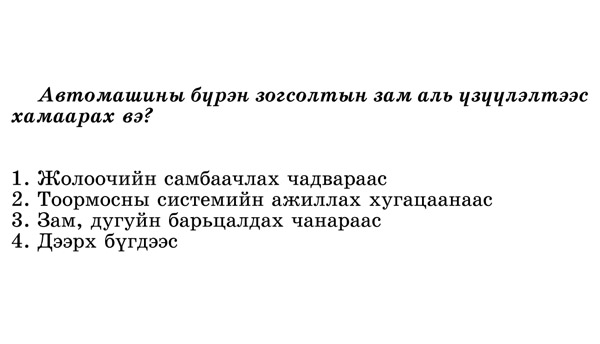 Автомашины бүрэн зогсолтын зам аль үзүүлэлтээс
хамаарах вэ?
1. Жолоочийн самбаачлах чадвараас
2. Тоормосны системийн ажиллах хугацаанаас
3. Зам, дугуйн барьцалдах чанараас
4. Дээрх бүгдээс